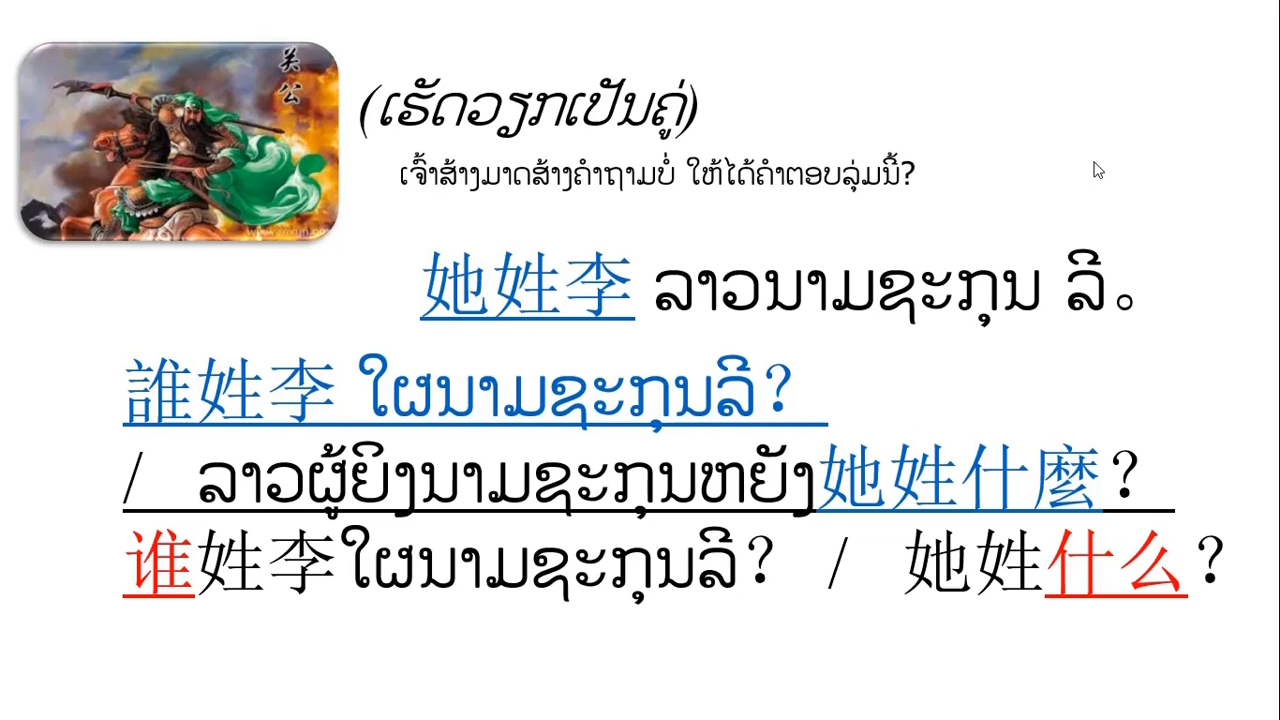 关公
(ເຮັດວຽກເປັນຄູ່)
ເຈົ້າສ້າງມາດສ້າງຄຳຖາມບໍ່ ໃຫ້ໄດ້ຄຳຕອບລຸ່ມນີ້?
她姓李 ລາວນາມຊະກຸນ ລີ。
誰姓李 ໃຜນາມຊະກຸນລີ?
/ ລາວຜູ້ຍິງນາມຊະກຸນຫຍັງ她姓什麼?
谁姓李ໃຜນາມຊະກຸນລີ? / 她姓什么?